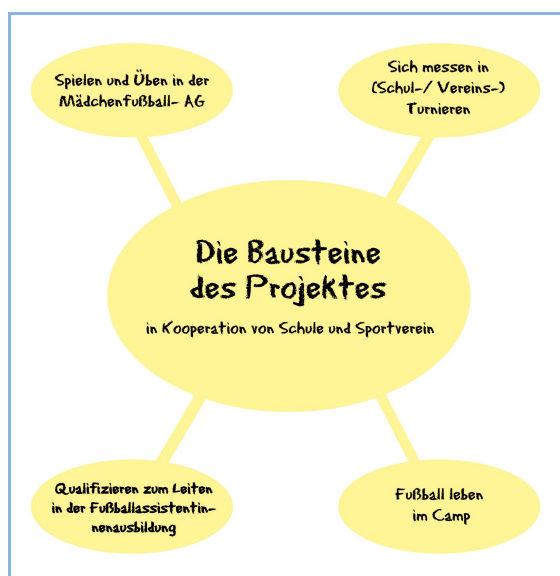 Spielen und Üben in der
Mädchenfußball- AG
Sich messen in
(Schul-/ Vereins-)
Turnieren
Die Bausteine
des Projektes
in Kooperation von Schule und Sportverein
Qualifizieren zum Leiten
in der Fußballassistentin-
nenausbildung
Fußball leben
im Camp